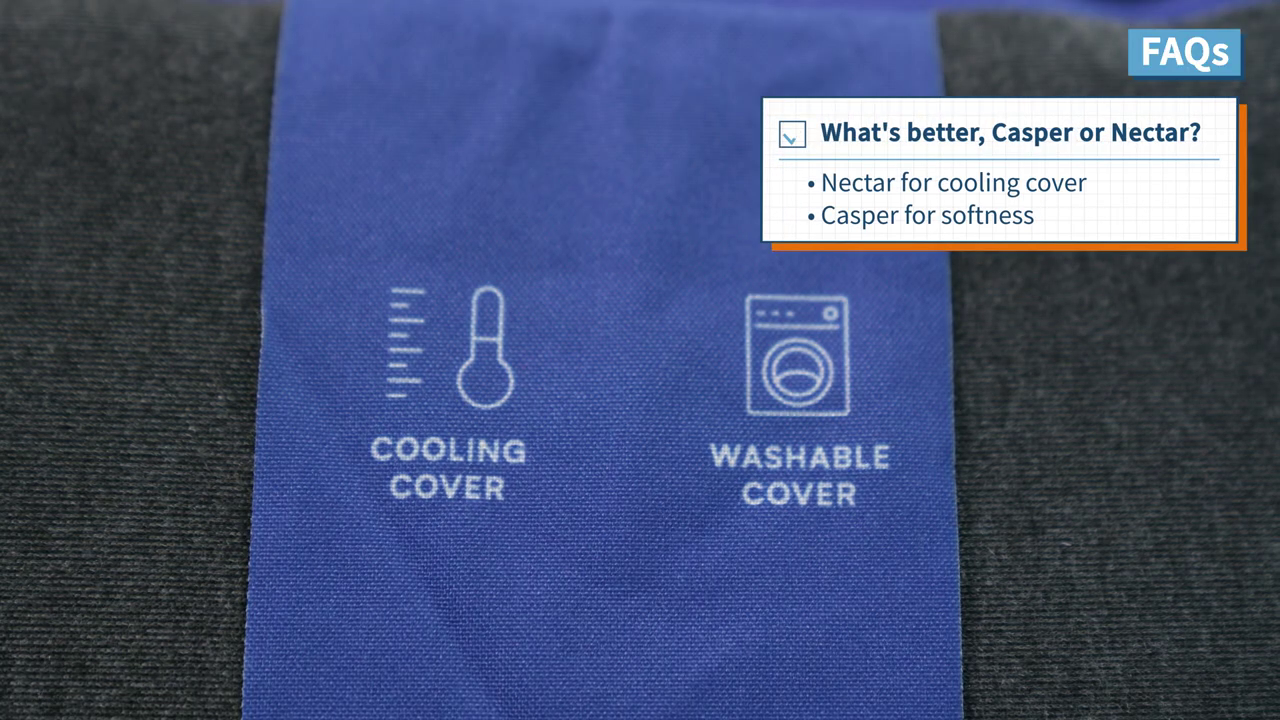 FAQs
What's better, Casper or Nectar?
• Nectar for cooling cover
• Casper for softness
COOLING
COVER
WASHABLE
COVER